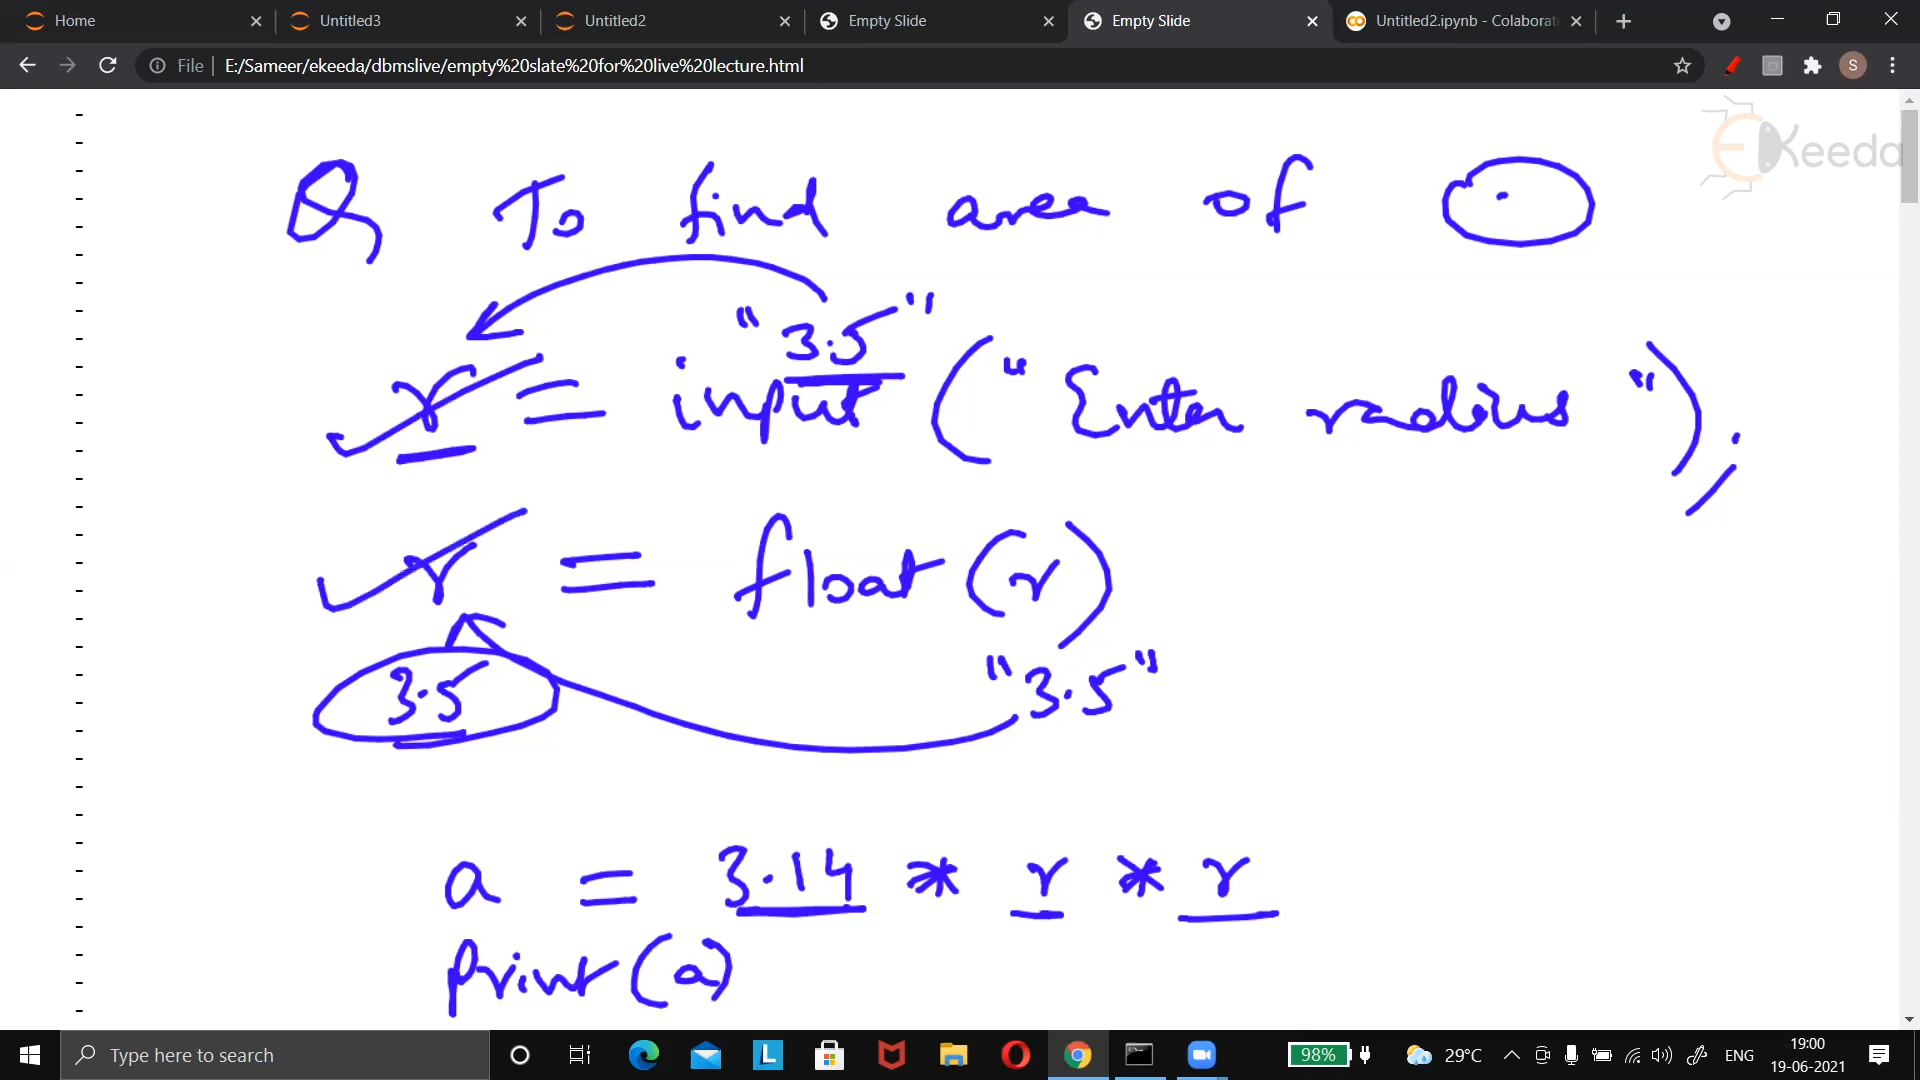 Home
Untitled3
Untitled2
Empty Slide
Empty Slide
Untitled2.ipynb - Colaborat
File | E:/Sameer/ekeeda/dbmslive/empty%20slate%20for%20live%20lecture.html
S
EKeeda
Q To find area of
"3.5"
r = input ("Enter radius");
r = float (r)
3.5 "3.5"
a = 3.14 * r * r
print (a)
Type here to search
L
98%
29°C
ENG
19:00
19-06-2021